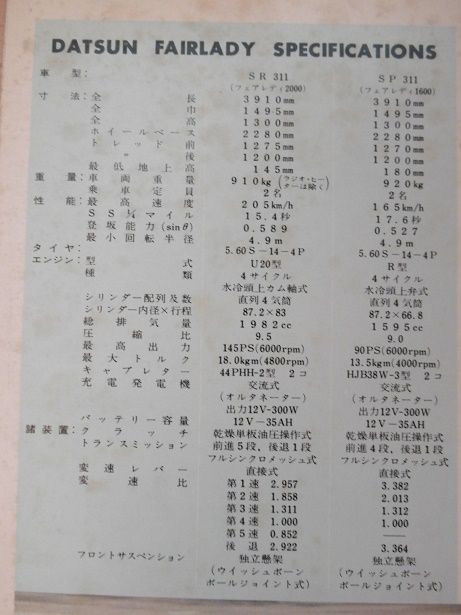 DATSUN FAIRLADY SPECIFICATIONS
車型: SR311 SP 311
(フェアレディ2000) (フェアレディ1600)
寸法:全長 3910mm 3910mm
全巾 1495mm 1495mm
全高 1300mm 1300mm
ホイールベース 2280mm 2280mm
トレッド前 1275mm 1270mm
〃 後 1200mm 1200mm
最低地上高 145mm 180mm
重量:車両重量 910kg (ラジオ・ヒーターは除く) 920kg
乗車定員 2名 2名
性能:最高速度 205km/h 165km/h
SS¼マイル 15.4秒 17.6秒
登坂能力(sinθ) 0.589 0.527
最小回転半径 4.9m 4.9m
タイヤ: 5.60S-14-4P 5.60S-14-4P
エンジン:型式 U20型 R型
種類 4サイクル 4サイクル
水冷頭上カム軸式 水冷頭上弁式
シリンダー配列及数 直列4気筒 直列4気筒
シリンダー内径×行程 87.2×83 87.2×66.8
総排気量 1982cc 1595cc
圧縮比 9.5 9.0
最高出力 145PS(6000rpm) 90PS(6000rpm)
最大トルク 18.0kgm(4800rpm) 13.5kgm(4000rpm)
キャブレター 44PHH-2型 2コ HJB38W-3型 2コ
充電発電機 交流式 交流式
(オルタネーター) (オルタネーター)
出力12V-300W 出力12V-300W
バッテリー容量 12V-35AH 12V-35AH
諸装置:クラッチ 乾燥単板油圧操作式 乾燥単板油圧操作式
トランスミッション 前進5段、後退1段 前進4段、後退1段
フルシンクロメッシュ式 フルシンクロメッシュ式
変速レバー 直接式 直接式
変速比 第1速 2.957 3.382
第2速 1.858 2.013
第3速 1.311 1.312
第4速 1.000 1.000
第5速 0.852 ——
後退 2.922 3.364
フロントサスペンション 独立懸架 独立懸架
(ウイッシュボーン (ウイッシュボーン
ボールジョイント式) ボールジョイント式)